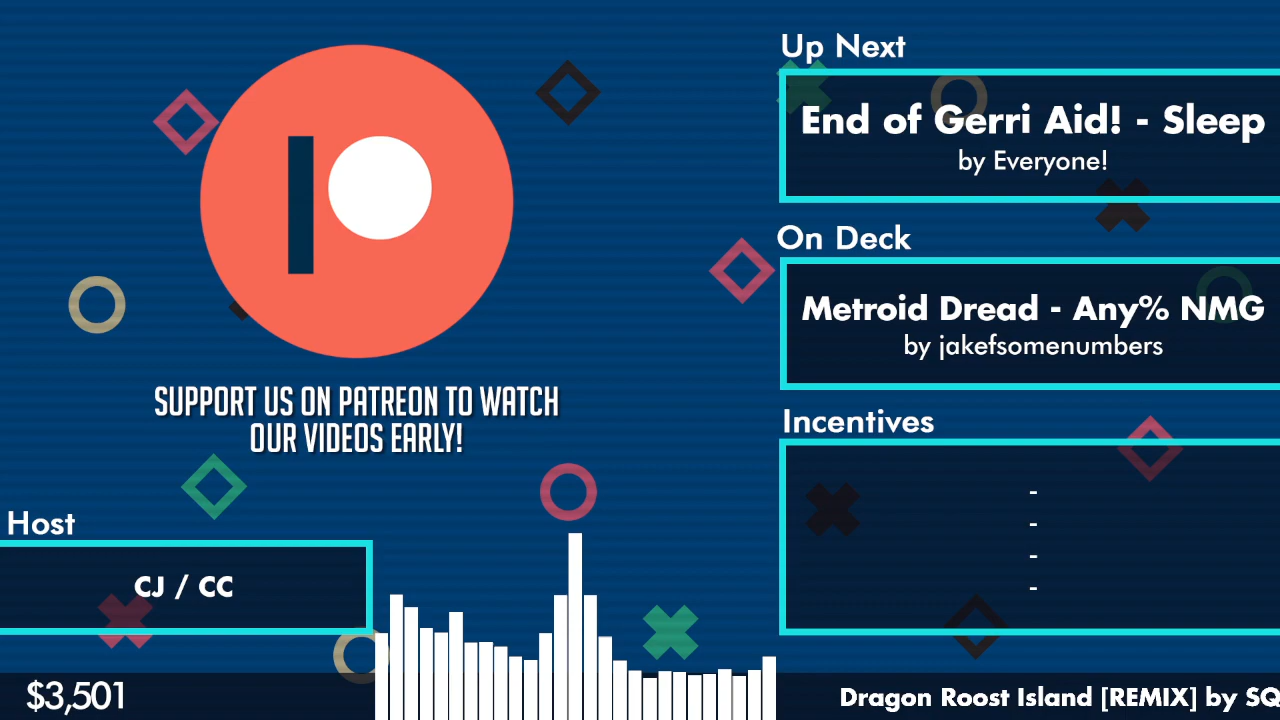 Up Next
End of Gerri Aid! - Sleep
by Everyone!
On Deck
Metroid Dread - Any% NMG
by jakefsomenumbers
SUPPORT US ON PATREON TO WATCH
OUR VIDEOS EARLY!
Incentives
-
-
-
-
Host
CJ / CC
$3,501
Dragon Roost Island [REMIX] by SQ